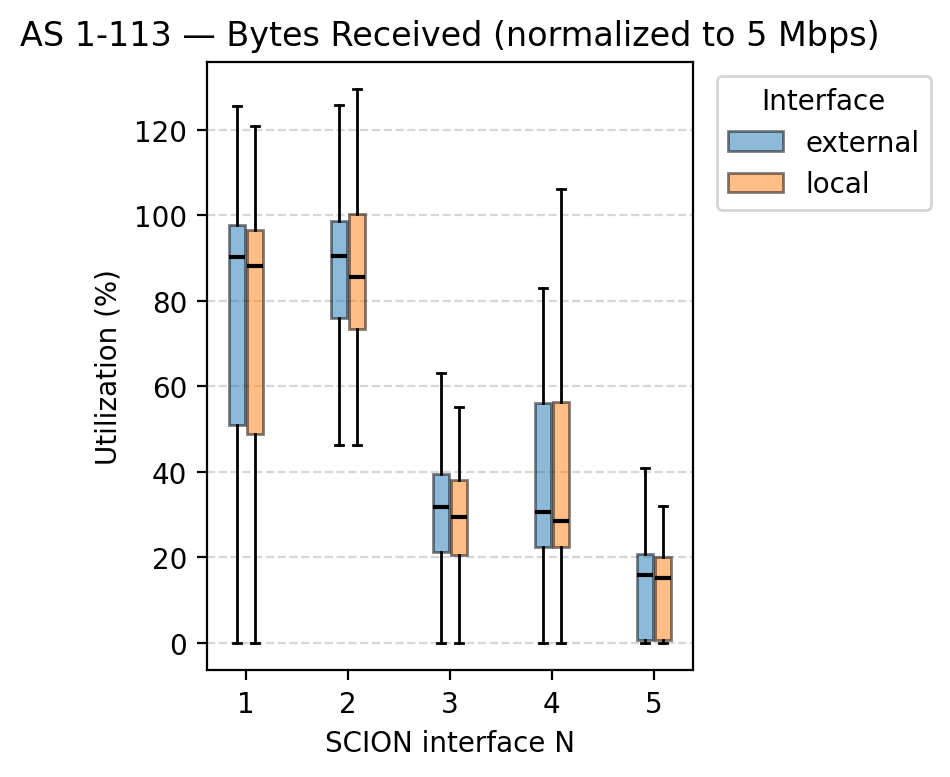 AS 1-113 — Bytes Received (normalized to 5 Mbps)
Interface
external
local
Utilization (%)
120
100
80
60
40
20
0
1 2 3 4 5
SCION interface N